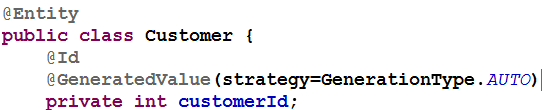 @Entity
public class Customer {
@Id
@GeneratedValue(strategy=GenerationType.AUTO)
private int customerId;